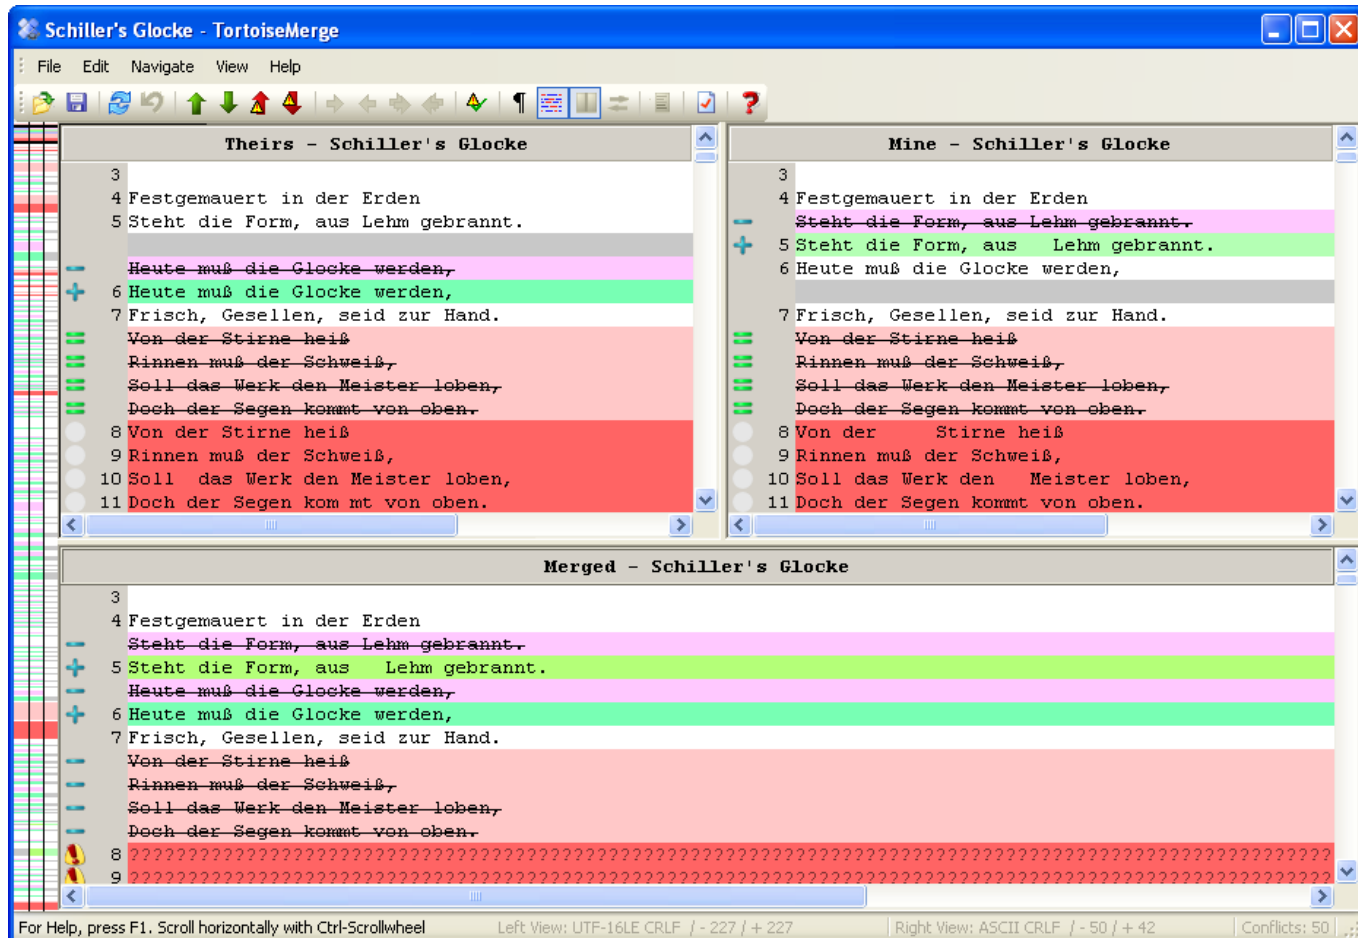 Schiller's Glocke - TortoiseMerge
File Edit Navigate View Help
Theirs - Schiller's Glocke
3
4 Festgemauert in der Erden
5 Steht die Form, aus Lehm gebrannt.
Heute muß die Glocke werden,
6 Heute muß die Glocke werden,
7 Frisch, Gesellen, seid zur Hand.
Von der Stirne heiß
Rinnen muß der Schweiß,
Soll das Werk den Meister loben,
Doch der Segen kommt von oben.
8 Von der Stirne heiß
9 Rinnen muß der Schweiß,
10 Soll  das Werk den Meister loben,
11 Doch der Segen kom mt von oben.
Mine - Schiller's Glocke
3
4 Festgemauert in der Erden
Steht die Form, aus Lehm gebrannt.
5 Steht die Form, aus   Lehm gebrannt.
6 Heute muß die Glocke werden,
7 Frisch, Gesellen, seid zur Hand.
Von der Stirne heiß
Rinnen muß der Schweiß,
Soll das Werk den Meister loben,
Doch der Segen kommt von oben.
8 Von der     Stirne heiß
9 Rinnen muß der Schweiß,
10 Soll das Werk den   Meister loben,
11 Doch der Segen kommt von oben.
Merged - Schiller's Glocke
3
4 Festgemauert in der Erden
Steht die Form, aus Lehm gebrannt.
5 Steht die Form, aus   Lehm gebrannt.
Heute muß die Glocke werden,
6 Heute muß die Glocke werden,
7 Frisch, Gesellen, seid zur Hand.
Von der Stirne heiß
Rinnen muß der Schweiß,
Soll das Werk den Meister loben,
Doch der Segen kommt von oben.
8 ???????????????????????????????????????????????????????????????????????????????????????????????????????
9 ???????????????????????????????????????????????????????????????????????????????????????????????????????
For Help, press F1. Scroll horizontally with Ctrl-Scrollwheel Left View: UTF-16LE CRLF / - 227 / + 227 Right View: ASCII CRLF / - 50 / + 42 Conflicts: 50